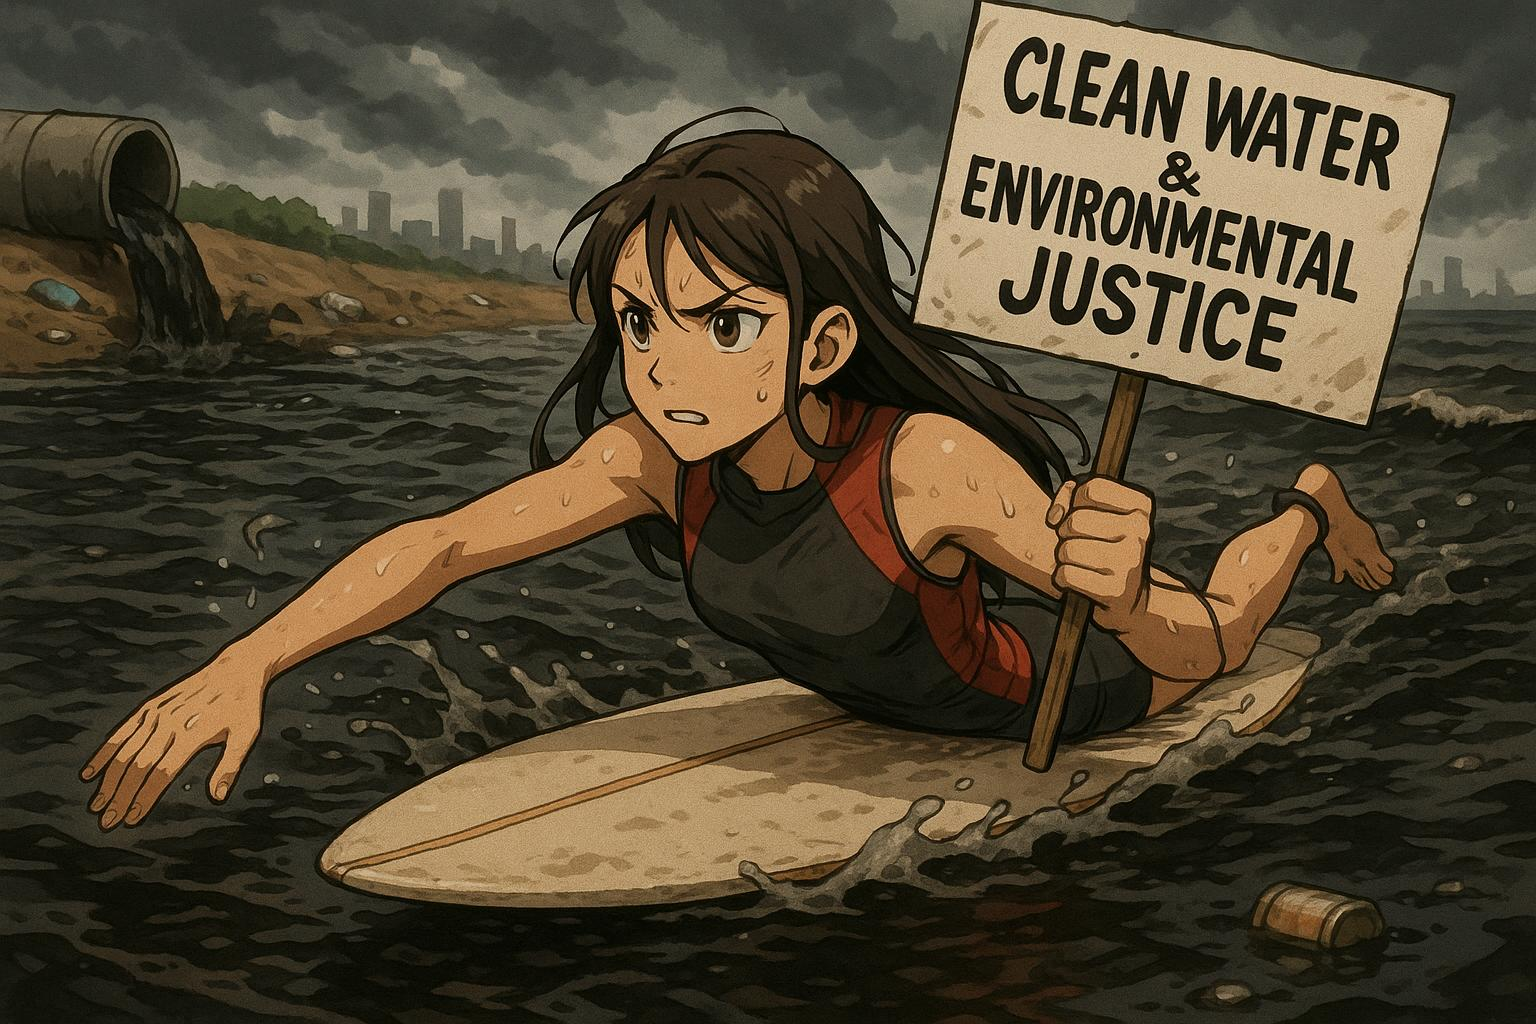 CLEAN WATER
&
ENVIRONMENTAL
JUSTICE